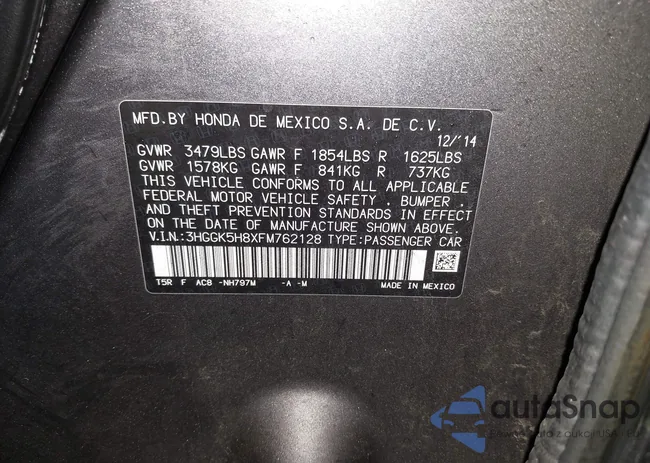 MFD.BY HONDA DE MEXICO S.A. DE C.V.
12/'14
GVWR 3479LBS GAWR F 1854LBS R 1625LBS
GVWR 1578KG GAWR F 841KG R 737KG
THIS VEHICLE CONFORMS TO ALL APPLICABLE
FEDERAL MOTOR VEHICLE SAFETY . BUMPER .
AND THEFT PREVENTION STANDARDS IN EFFECT
ON THE DATE OF MANUFACTURE SHOWN ABOVE.
V.I.N.:3HGGK5H8XFM762128 TYPE:PASSENGER CAR
T5R F AC8 -NH797M -A -M MADE IN MEXICO
autoSnap